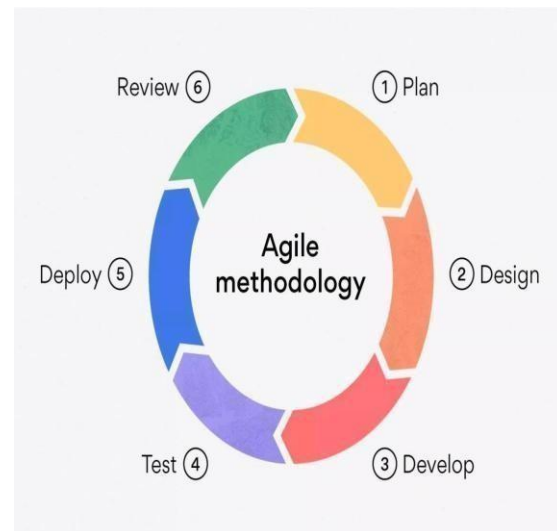 Review 6
1 Plan
Agile
methodology
Deploy 5
2 Design
Test 4
3 Develop